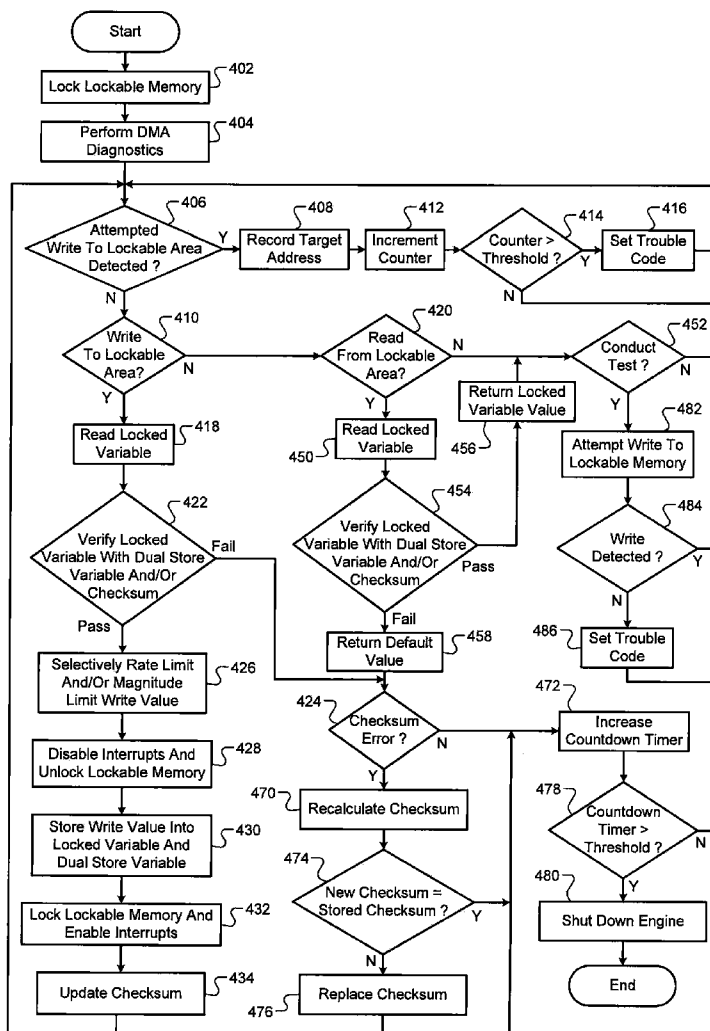 Start
402
Lock Lockable Memory
404
Perform DMA
Diagnostics
406
Attempted
Write To Lockable Area
Detected ?
Y
N
408
Record Target
Address
412
Increment
Counter
414
Counter >
Threshold ?
Y
N
416
Set Trouble
Code
410
Write
To Lockable
Area?
N
Y
420
Read
From Lockable
Area?
N
Y
452
Conduct
Test ?
N
Y
418
Read Locked
Variable
450
Read Locked
Variable
Return Locked
Variable Value
456
482
Attempt Write To
Lockable Memory
422
Verify Locked
Variable With Dual Store
Variable And/Or
Checksum
Fail
Pass
454
Verify Locked
Variable With Dual Store
Variable And/Or
Checksum
Pass
Fail
484
Write
Detected ?
Y
N
458
Return Default
Value
486
Set Trouble
Code
426
Selectively Rate Limit
And/Or Magnitude
Limit Write Value
424
Checksum
Error ?
N
Y
472
Increase
Countdown Timer
428
Disable Interrupts And
Unlock Lockable Memory
470
Recalculate Checksum
478
Countdown
Timer >
Threshold ?
N
Y
430
Store Write Value Into
Locked Variable And
Dual Store Variable
474
New Checksum =
Stored Checksum ?
Y
N
480
Shut Down Engine
432
Lock Lockable Memory And
Enable Interrupts
434
Update Checksum
476
Replace Checksum
End